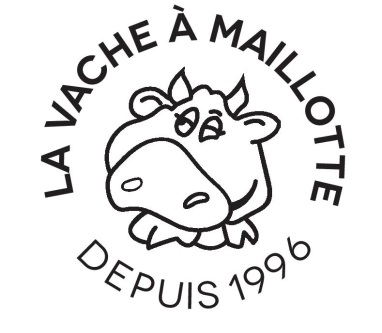 LA VACHE À MAILLOTTE
DEPUIS 1996